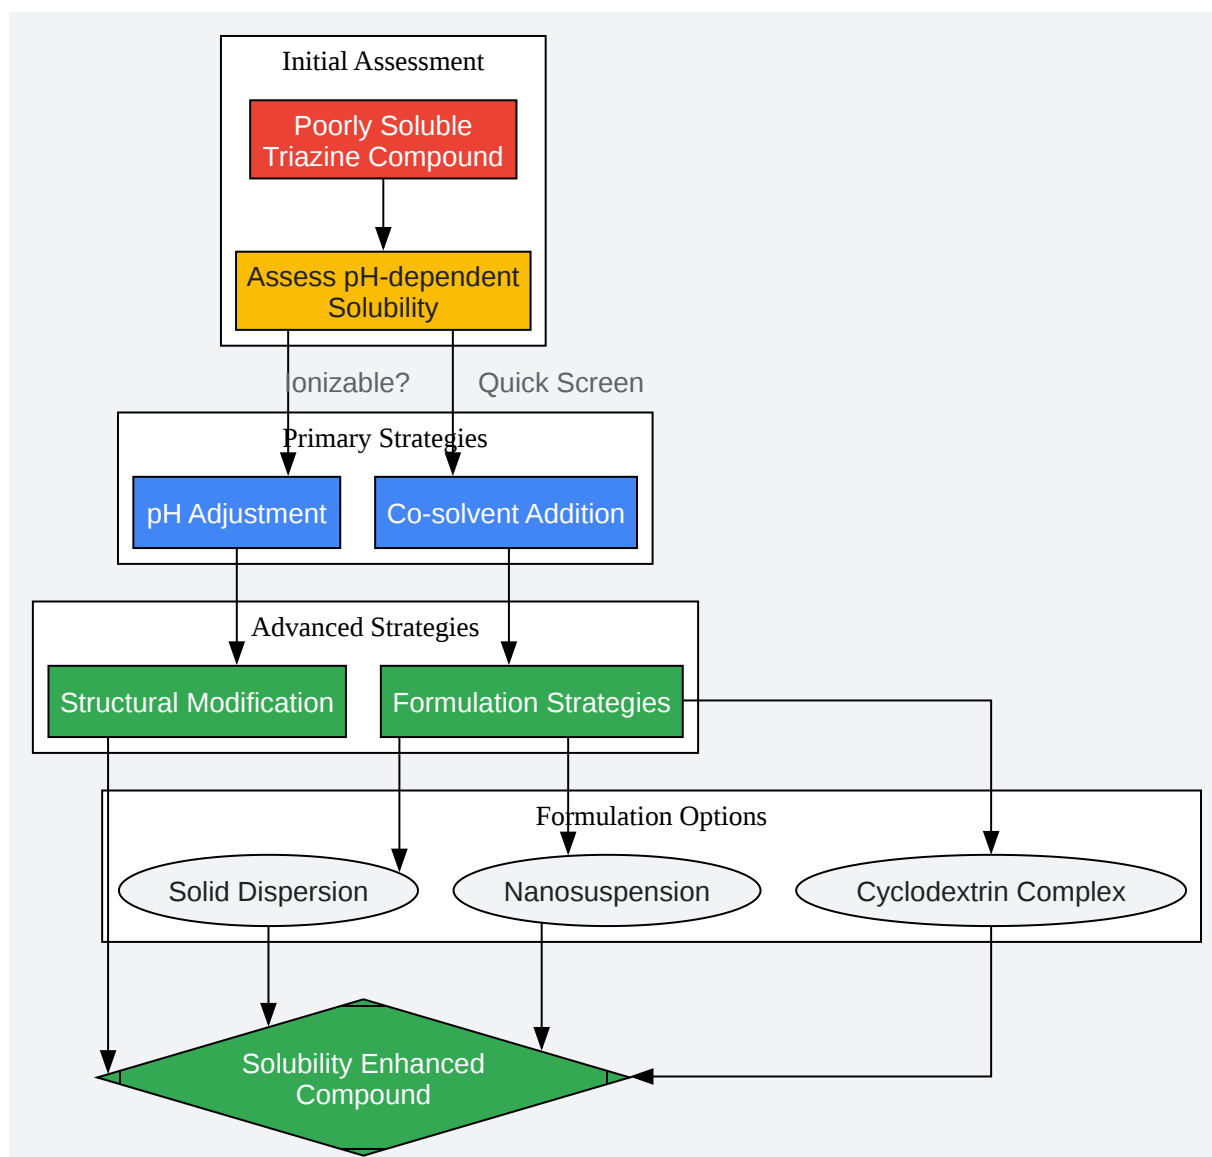 Initial Assessment
Poorly Soluble
Triazine Compound
Assess pH-dependent
Solubility
Ionizable?
Quick Screen
Primary Strategies
pH Adjustment
Co-solvent Addition
Advanced Strategies
Structural Modification
Formulation Strategies
Formulation Options
Solid Dispersion
Nanosuspension
Cyclodextrin Complex
Solubility Enhanced
Compound